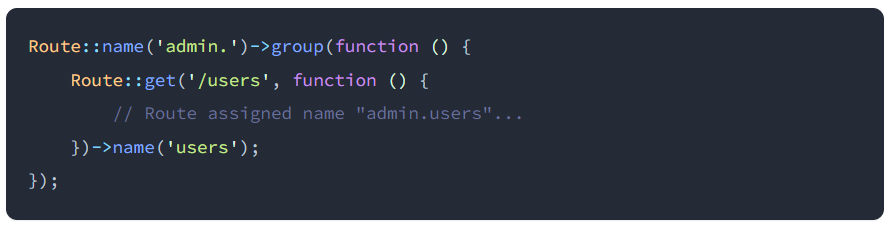 Route::name('admin.')->group(function () {
    Route::get('/users', function () {
        // Route assigned name "admin.users"...
    })->name('users');
});